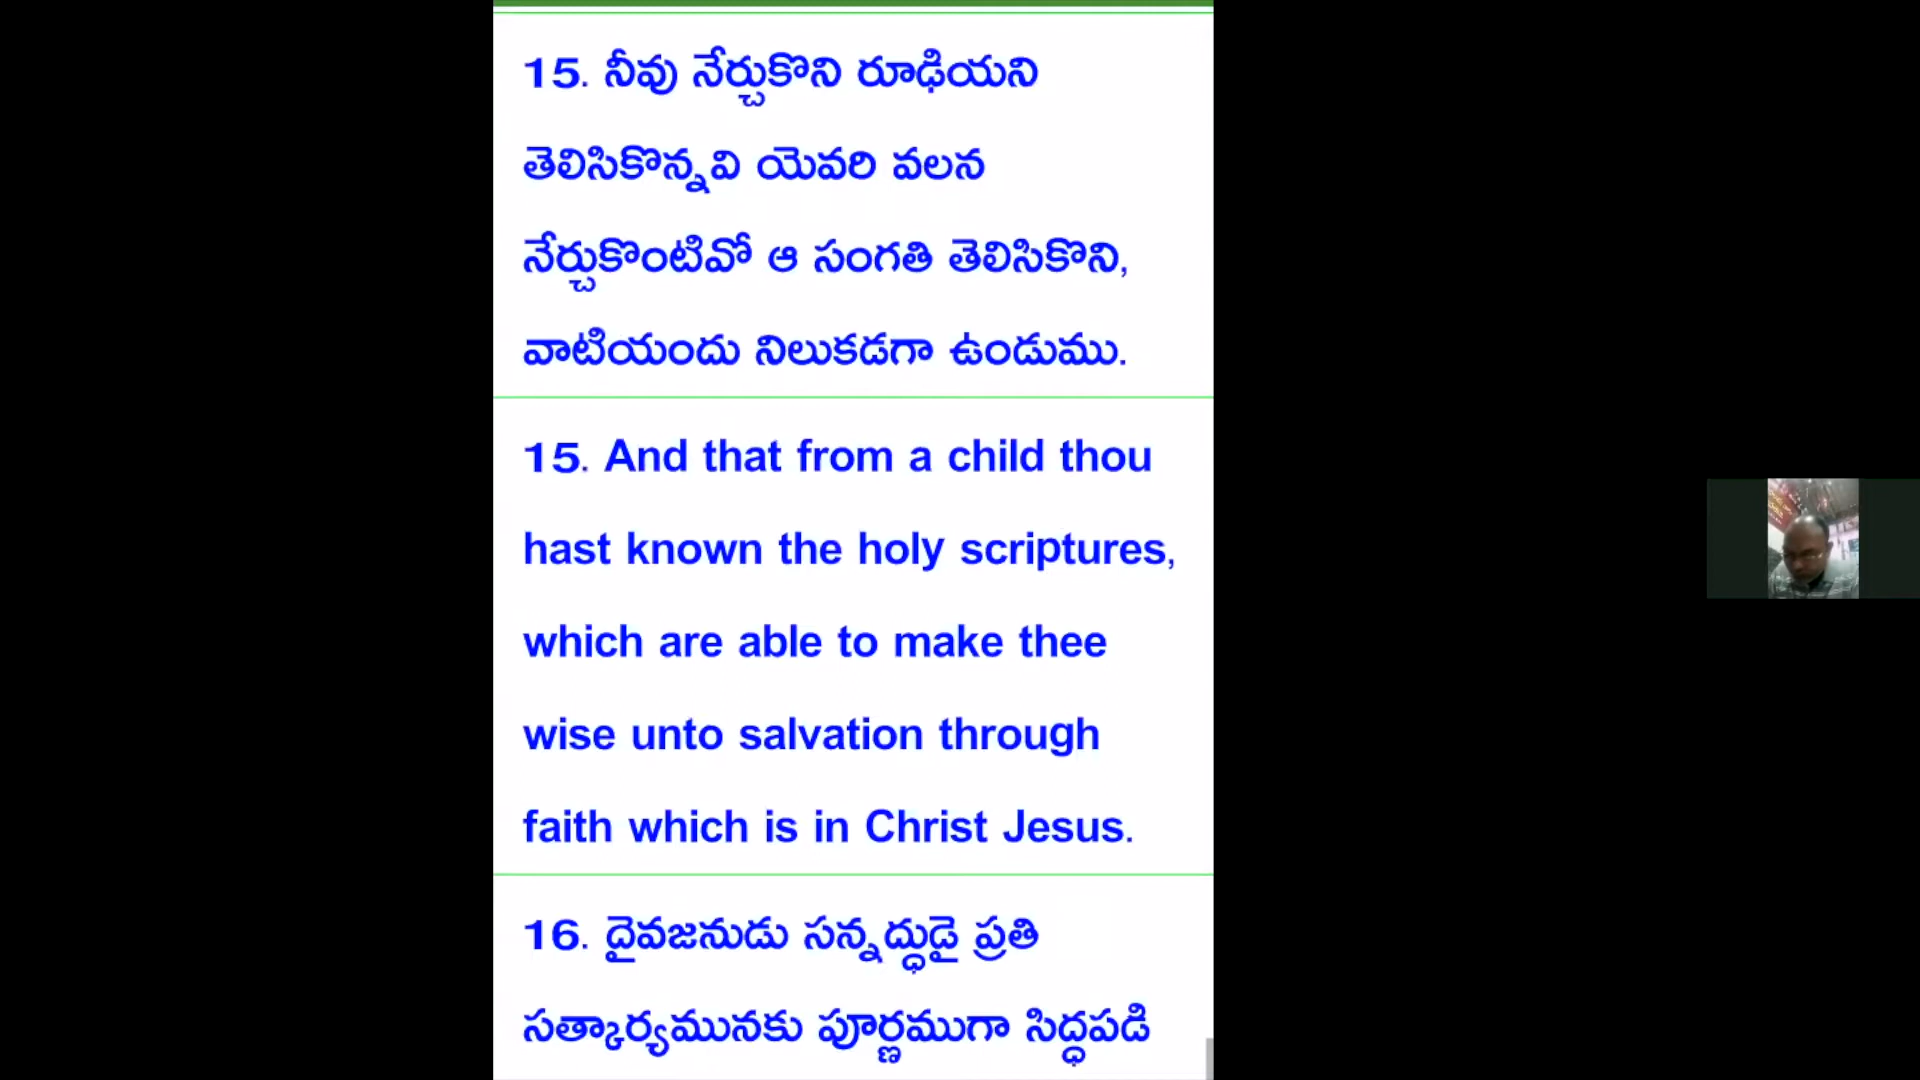 15. నీవు నేర్చుకొని రూఢియని
తెలిసికొన్నవి యెవరి వలన
నేర్చుకొంటివో ఆ సంగతి తెలిసికొని,
వాటియందు నిలుకడగా ఉండుము.
15. And that from a child thou
hast known the holy scriptures,
which are able to make thee
wise unto salvation through
faith which is in Christ Jesus.
16. దైవజనుడు సన్నద్ధుడై ప్రతి
సత్కార్యమునకు పూర్ణముగా సిద్ధపడి